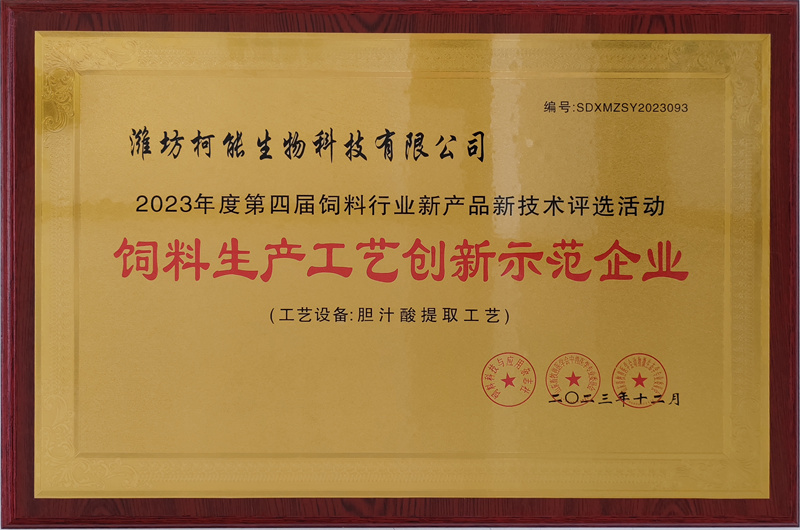 编号:SDXMZSY2023093
潍坊柯能生物科技有限公司
2023年度第四届饲料行业新产品新技术评选活动
饲料生产工艺创新示范企业
(工艺设备:胆汁酸提取工艺)
二〇二三年十二月